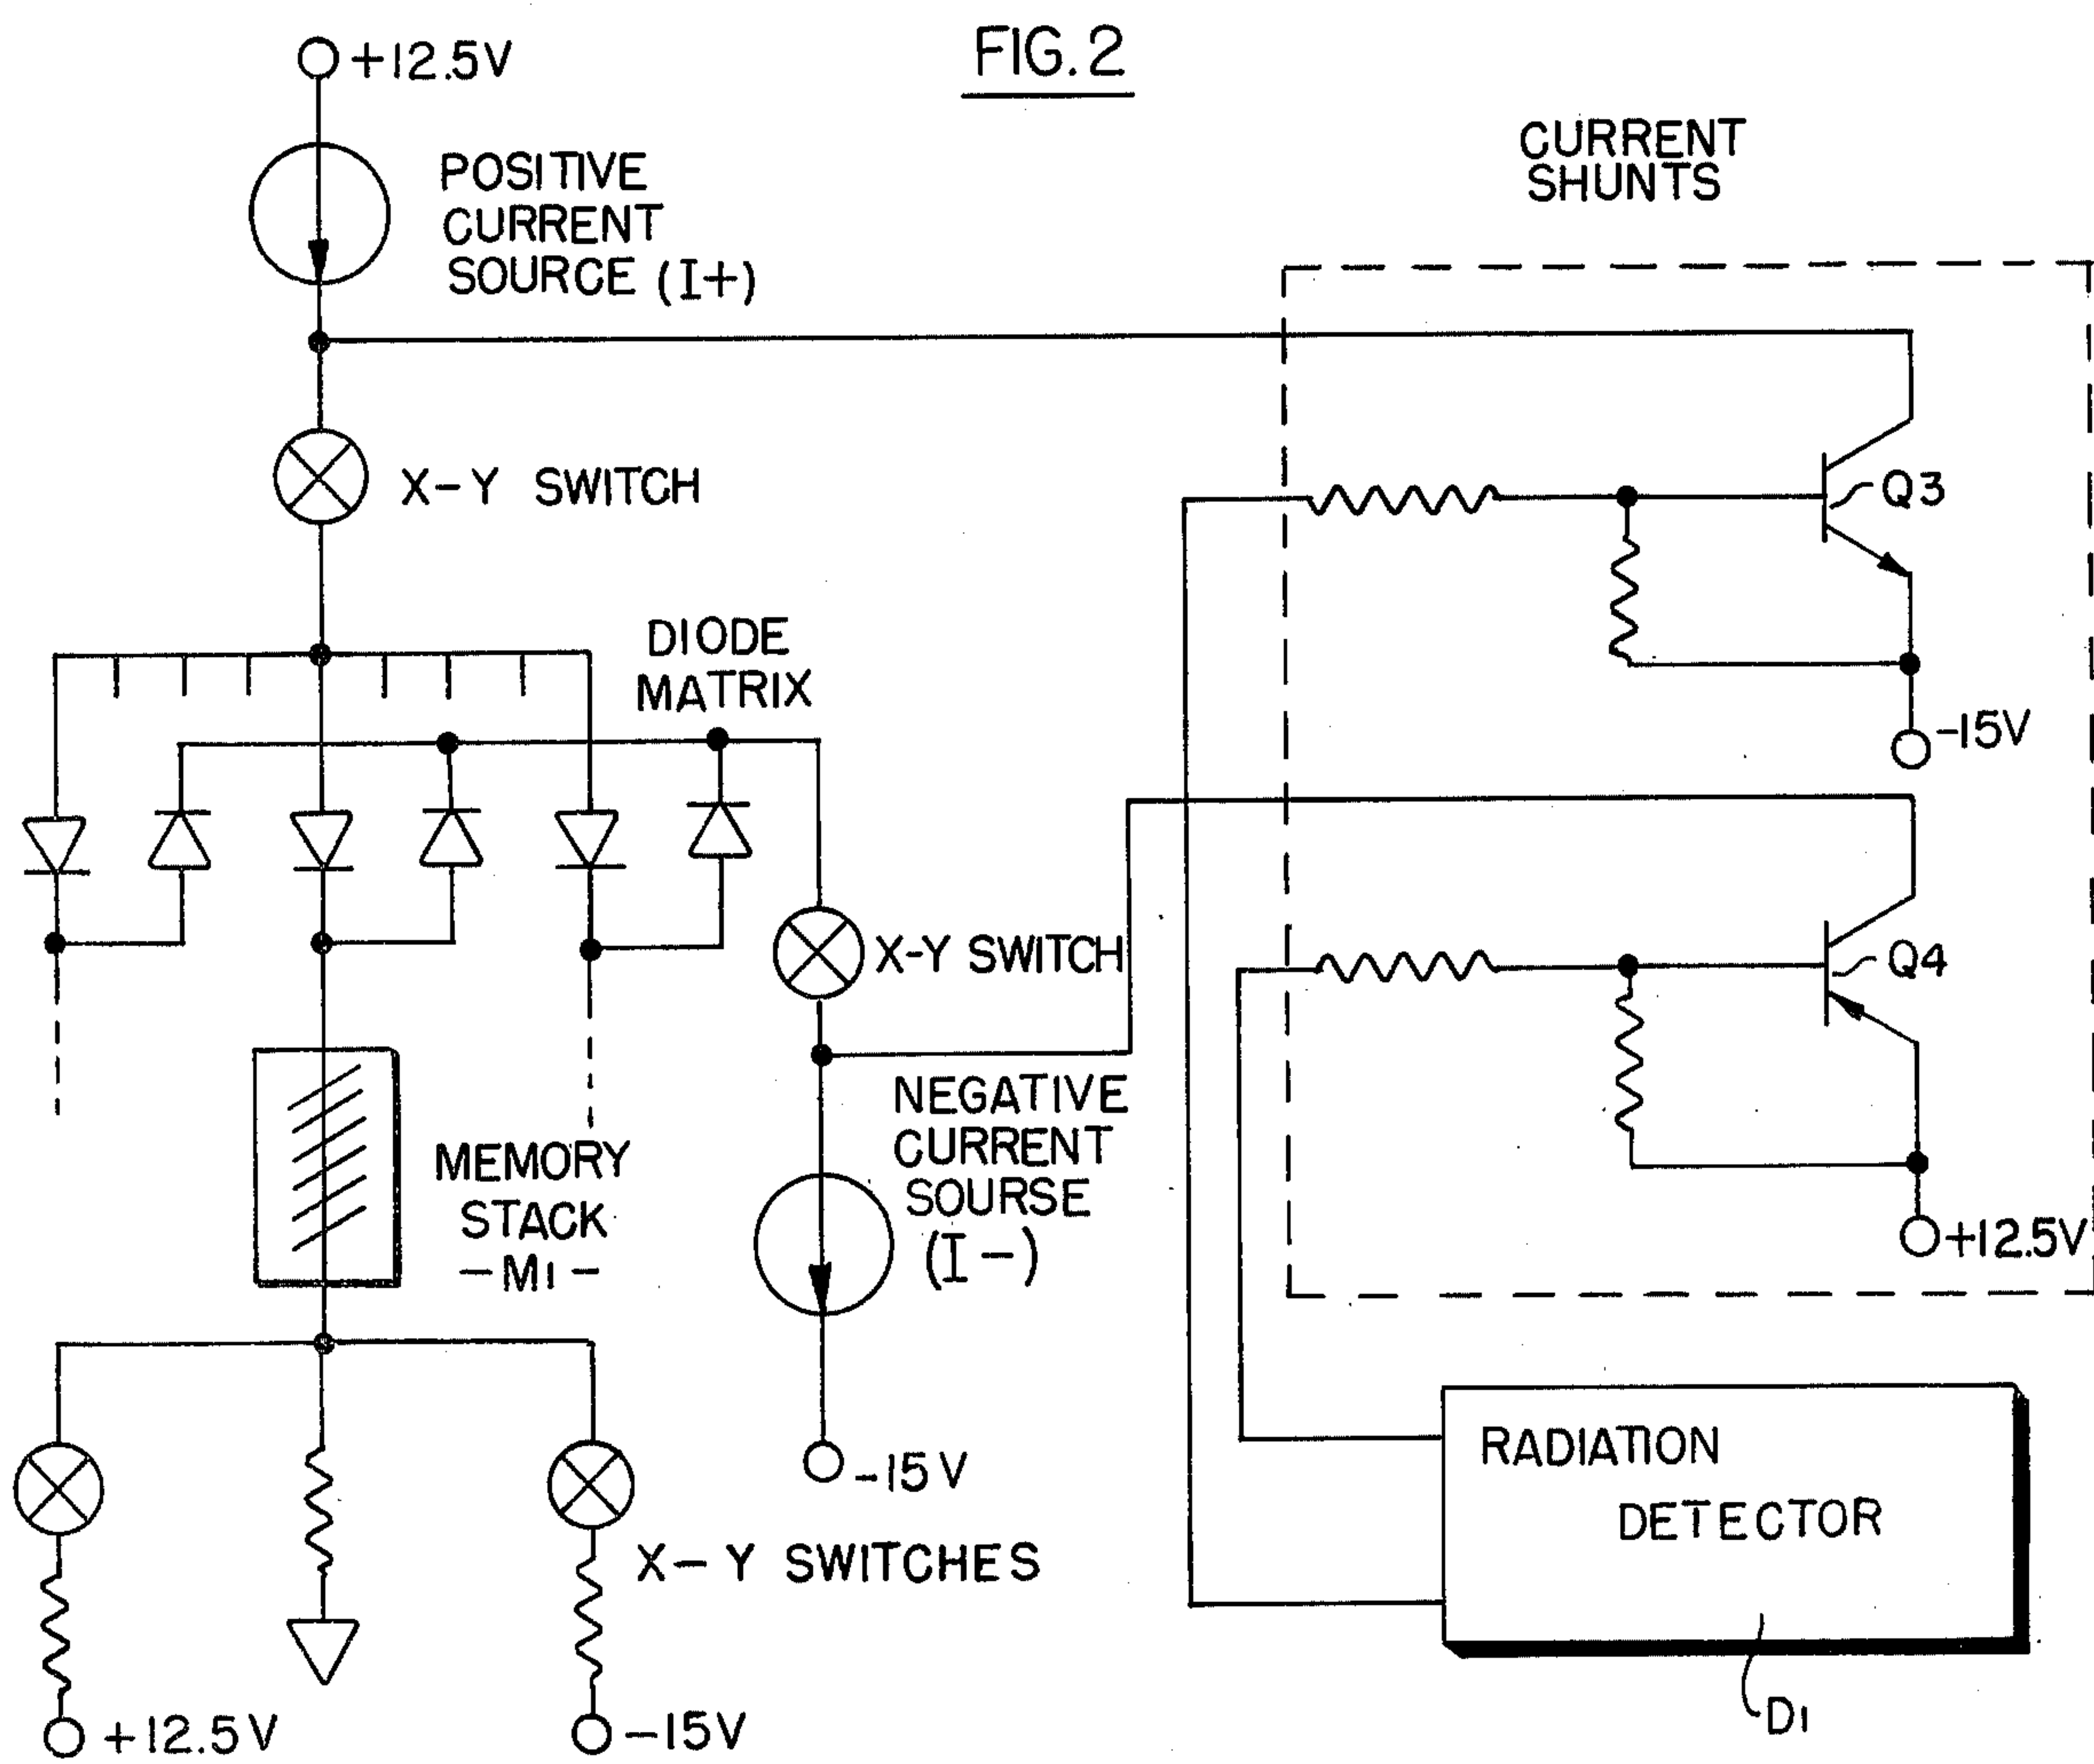 FIG. 2
+12.5V
POSITIVE
CURRENT
SOURCE (I+)
CURRENT
SHUNTS
X-Y SWITCH
Q3
-15V
DIODE
MATRIX
X-Y SWITCH
Q4
+12.5V
NEGATIVE
CURRENT
SOURSE
(I-)
-15V
MEMORY
STACK
-M1-
X-Y SWITCHES
+12.5V
-15V
RADIATION
DETECTOR
D1